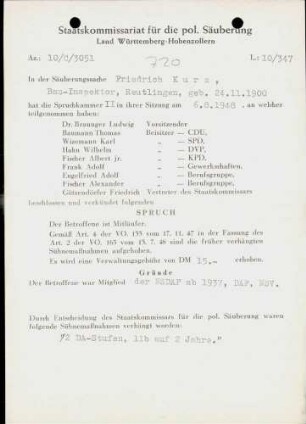 Staatskommissariat für die pol. Säuberung
Land Württemberg-Hohenzollern
Az.: 10/C/3051
L: 10/347
720
In der Säuberungssache Friedrich Kurz,
Bau-Inspektor, Reutlingen, geb. 24.11.1900
hat die Spruchkammer II in ihrer Sitzung am 6.8.1948, an welcher
teilgenommen haben:
Dr. Brauneger Ludwig Vorsitzender
Baumann Thomas Beisitzer - CDU,
Wizemann Karl „ - SPD,
Hahn Wilhelm „ - DVP,
Fischer Albert jr. „ - KPD,
Frank Adolf „ - Gewerkschaften,
Engelfried Adolf „ - Berufsgruppe,
Fischer Alexander „ - Berufsgruppe,
Götzendörfer Friedrich Vertreter des Staatskommissars
beschlossen und verkündet folgenden
SPRUCH
Der Betroffene ist Mitläufer.
Gemäß Art. 4 der VO. 133 vom 17. 11. 47 in der Fassung des
Art. 2 der VO. 165 vom 15. 7. 48 sind die früher verhängten
Sühnemaßnahmen aufgehoben.
Es wird eine Verwaltungsgebühr von DM 15.- erhoben.
Gründe
Der Betroffene war Mitglied der NSDAP ab 1937, DAF, NSV.
Durch Entscheidung des Staatskommissars für die pol. Säuberung waren
folgende Sühnemaßnahmen verhängt worden:
"2 DA-Stufen, 11b auf 2 Jahre."